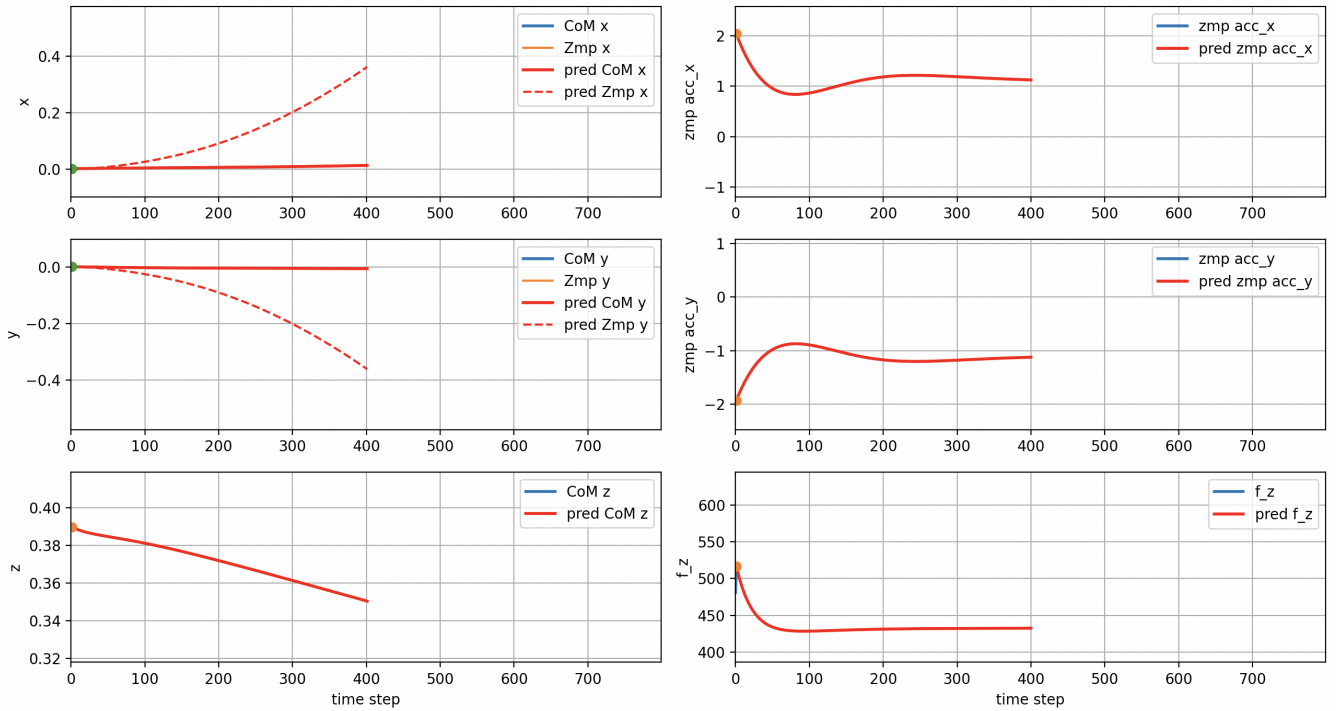 x
0.4
0.2
0.0
CoM x
Zmp x
pred CoM x
pred Zmp x
0 100 200 300 400 500 600 700
zmp acc_x
2
1
0
−1
zmp acc_x
pred zmp acc_x
0 100 200 300 400 500 600 700
y
0.0
−0.2
−0.4
CoM y
Zmp y
pred CoM y
pred Zmp y
0 100 200 300 400 500 600 700
zmp acc_y
1
0
−1
−2
zmp acc_y
pred zmp acc_y
0 100 200 300 400 500 600 700
z
0.40
0.38
0.36
0.34
0.32
CoM z
pred CoM z
0 100 200 300 400 500 600 700
time step
f_z
600
550
500
450
400
f_z
pred f_z
0 100 200 300 400 500 600 700
time step